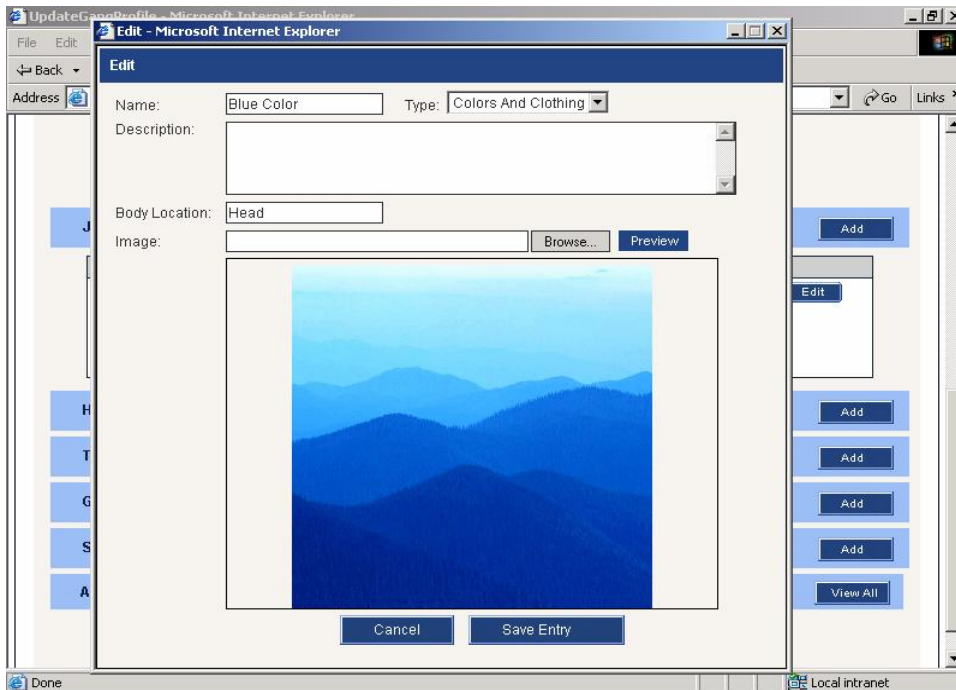 UpdateGangProfile - Microsoft Internet Explorer
Edit - Microsoft Internet Explorer
File Edit
Back
Edit
Address
Go Links
Name: Blue Color Type: Colors And Clothing
Description:
Body Location: Head
J Add
Image: Browse... Preview
Edit
H Add
T Add
G Add
S Add
A View All
Cancel Save Entry
Done Local intranet